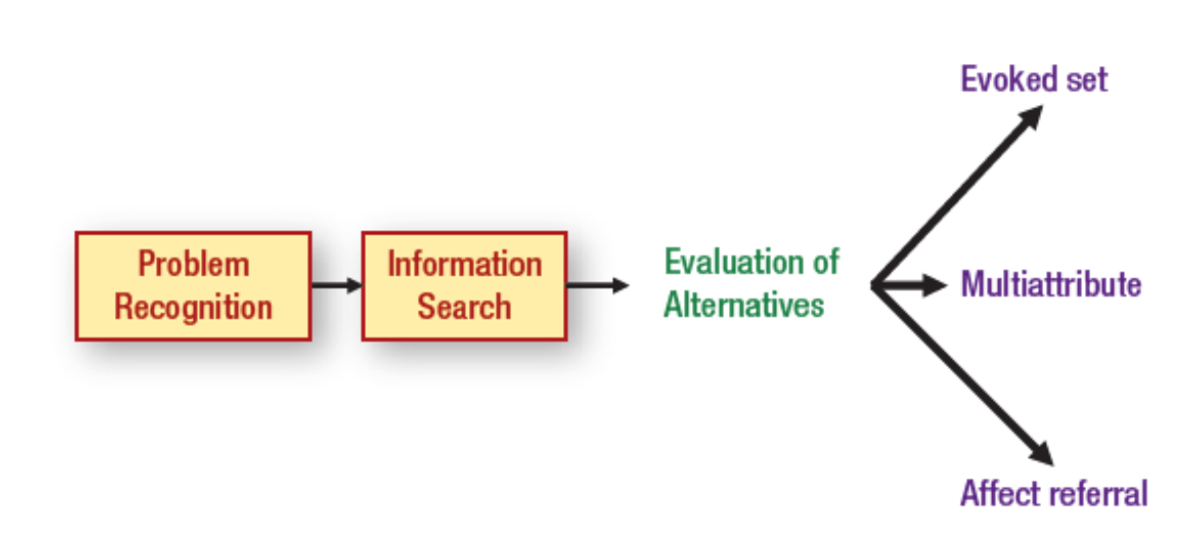 Evoked set
Problem
Recognition
Information
Search
Evaluation of
Alternatives
Multiattribute
Affect referral